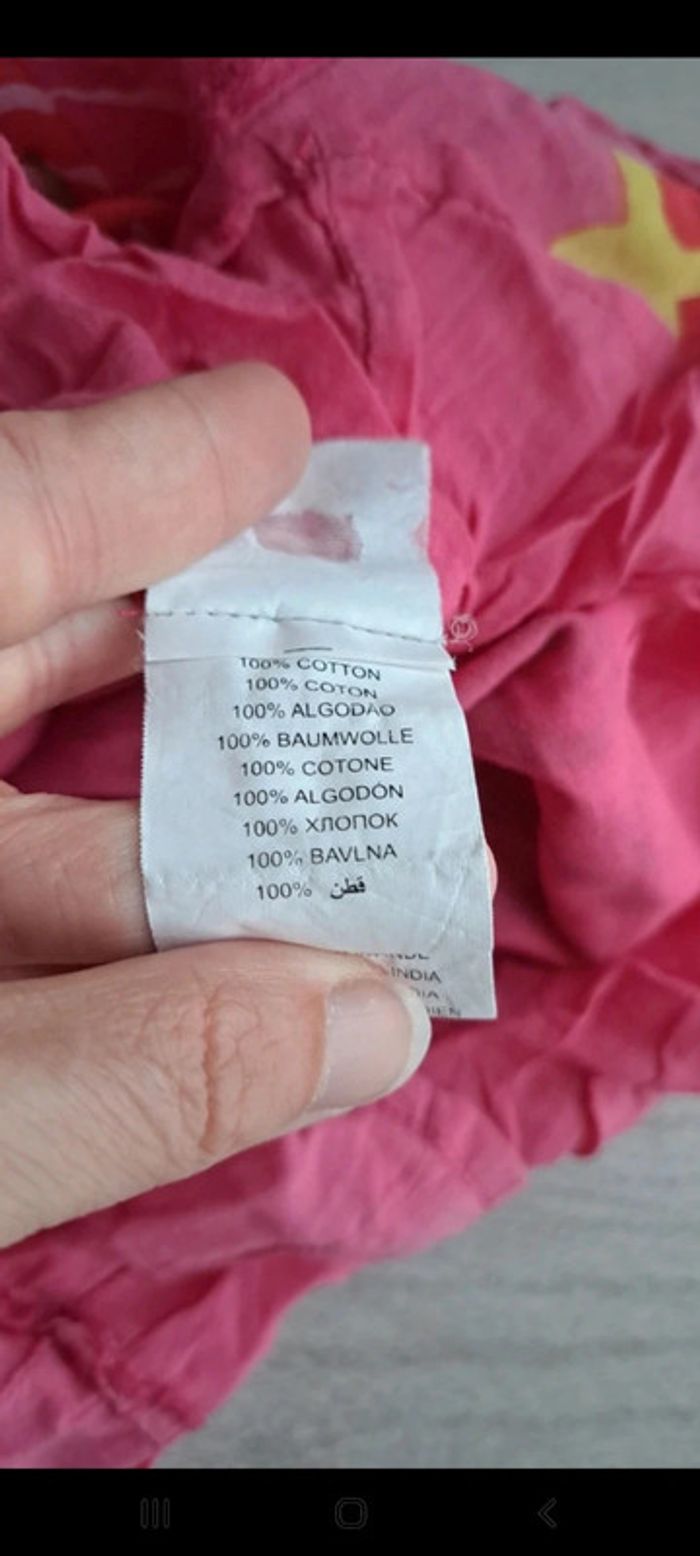 100% COTTON
100% COTON
100% ALGODAO
100% BAUMWOLLE
100% COTONE
100% ALGODÓN
100% ХЛОПОК
100% BAVLNA
100% قطن
INDIA